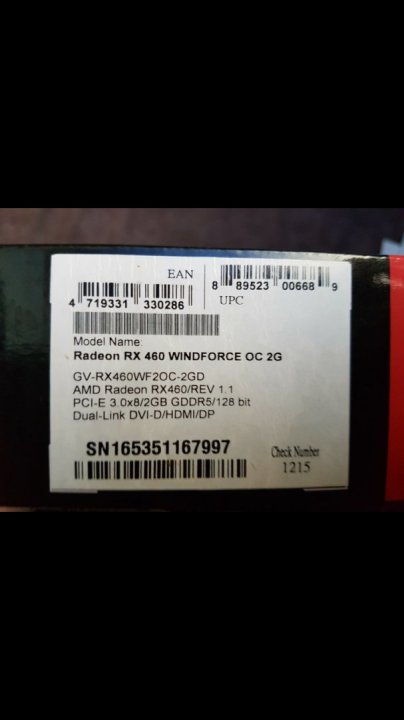 EAN
4 719331 330286
8 89523 00668 9
UPC
Model Name:
Radeon RX 460 WINDFORCE OC 2G
GV-RX460WF2OC-2GD
AMD Radeon RX460/REV 1.1
PCI-E 3.0x8/2GB GDDR5/128 bit
Dual-Link DVI-D/HDMI/DP
SN165351167997
Check Number
1215